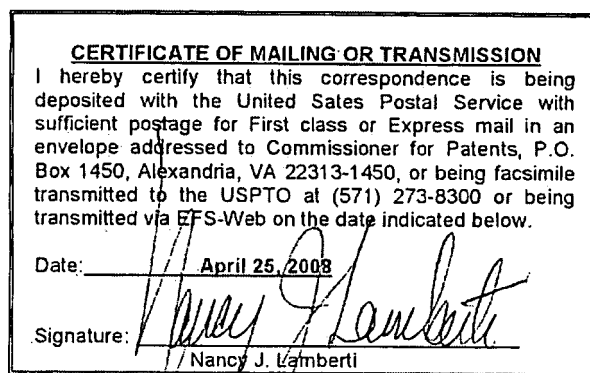 CERTIFICATE OF MAILING OR TRANSMISSION
I hereby certify that this correspondence is being
deposited with the United Sales Postal Service with
sufficient postage for First class or Express mail in an
envelope addressed to Commissioner for Patents, P.O.
Box 1450, Alexandria, VA 22313-1450, or being facsimile
transmitted to the USPTO at (571) 273-8300 or being
transmitted via EFS-Web on the date indicated below.
Date: April 25, 2008
Signature: Nancy J Lamberti
Nancy J. Lamberti